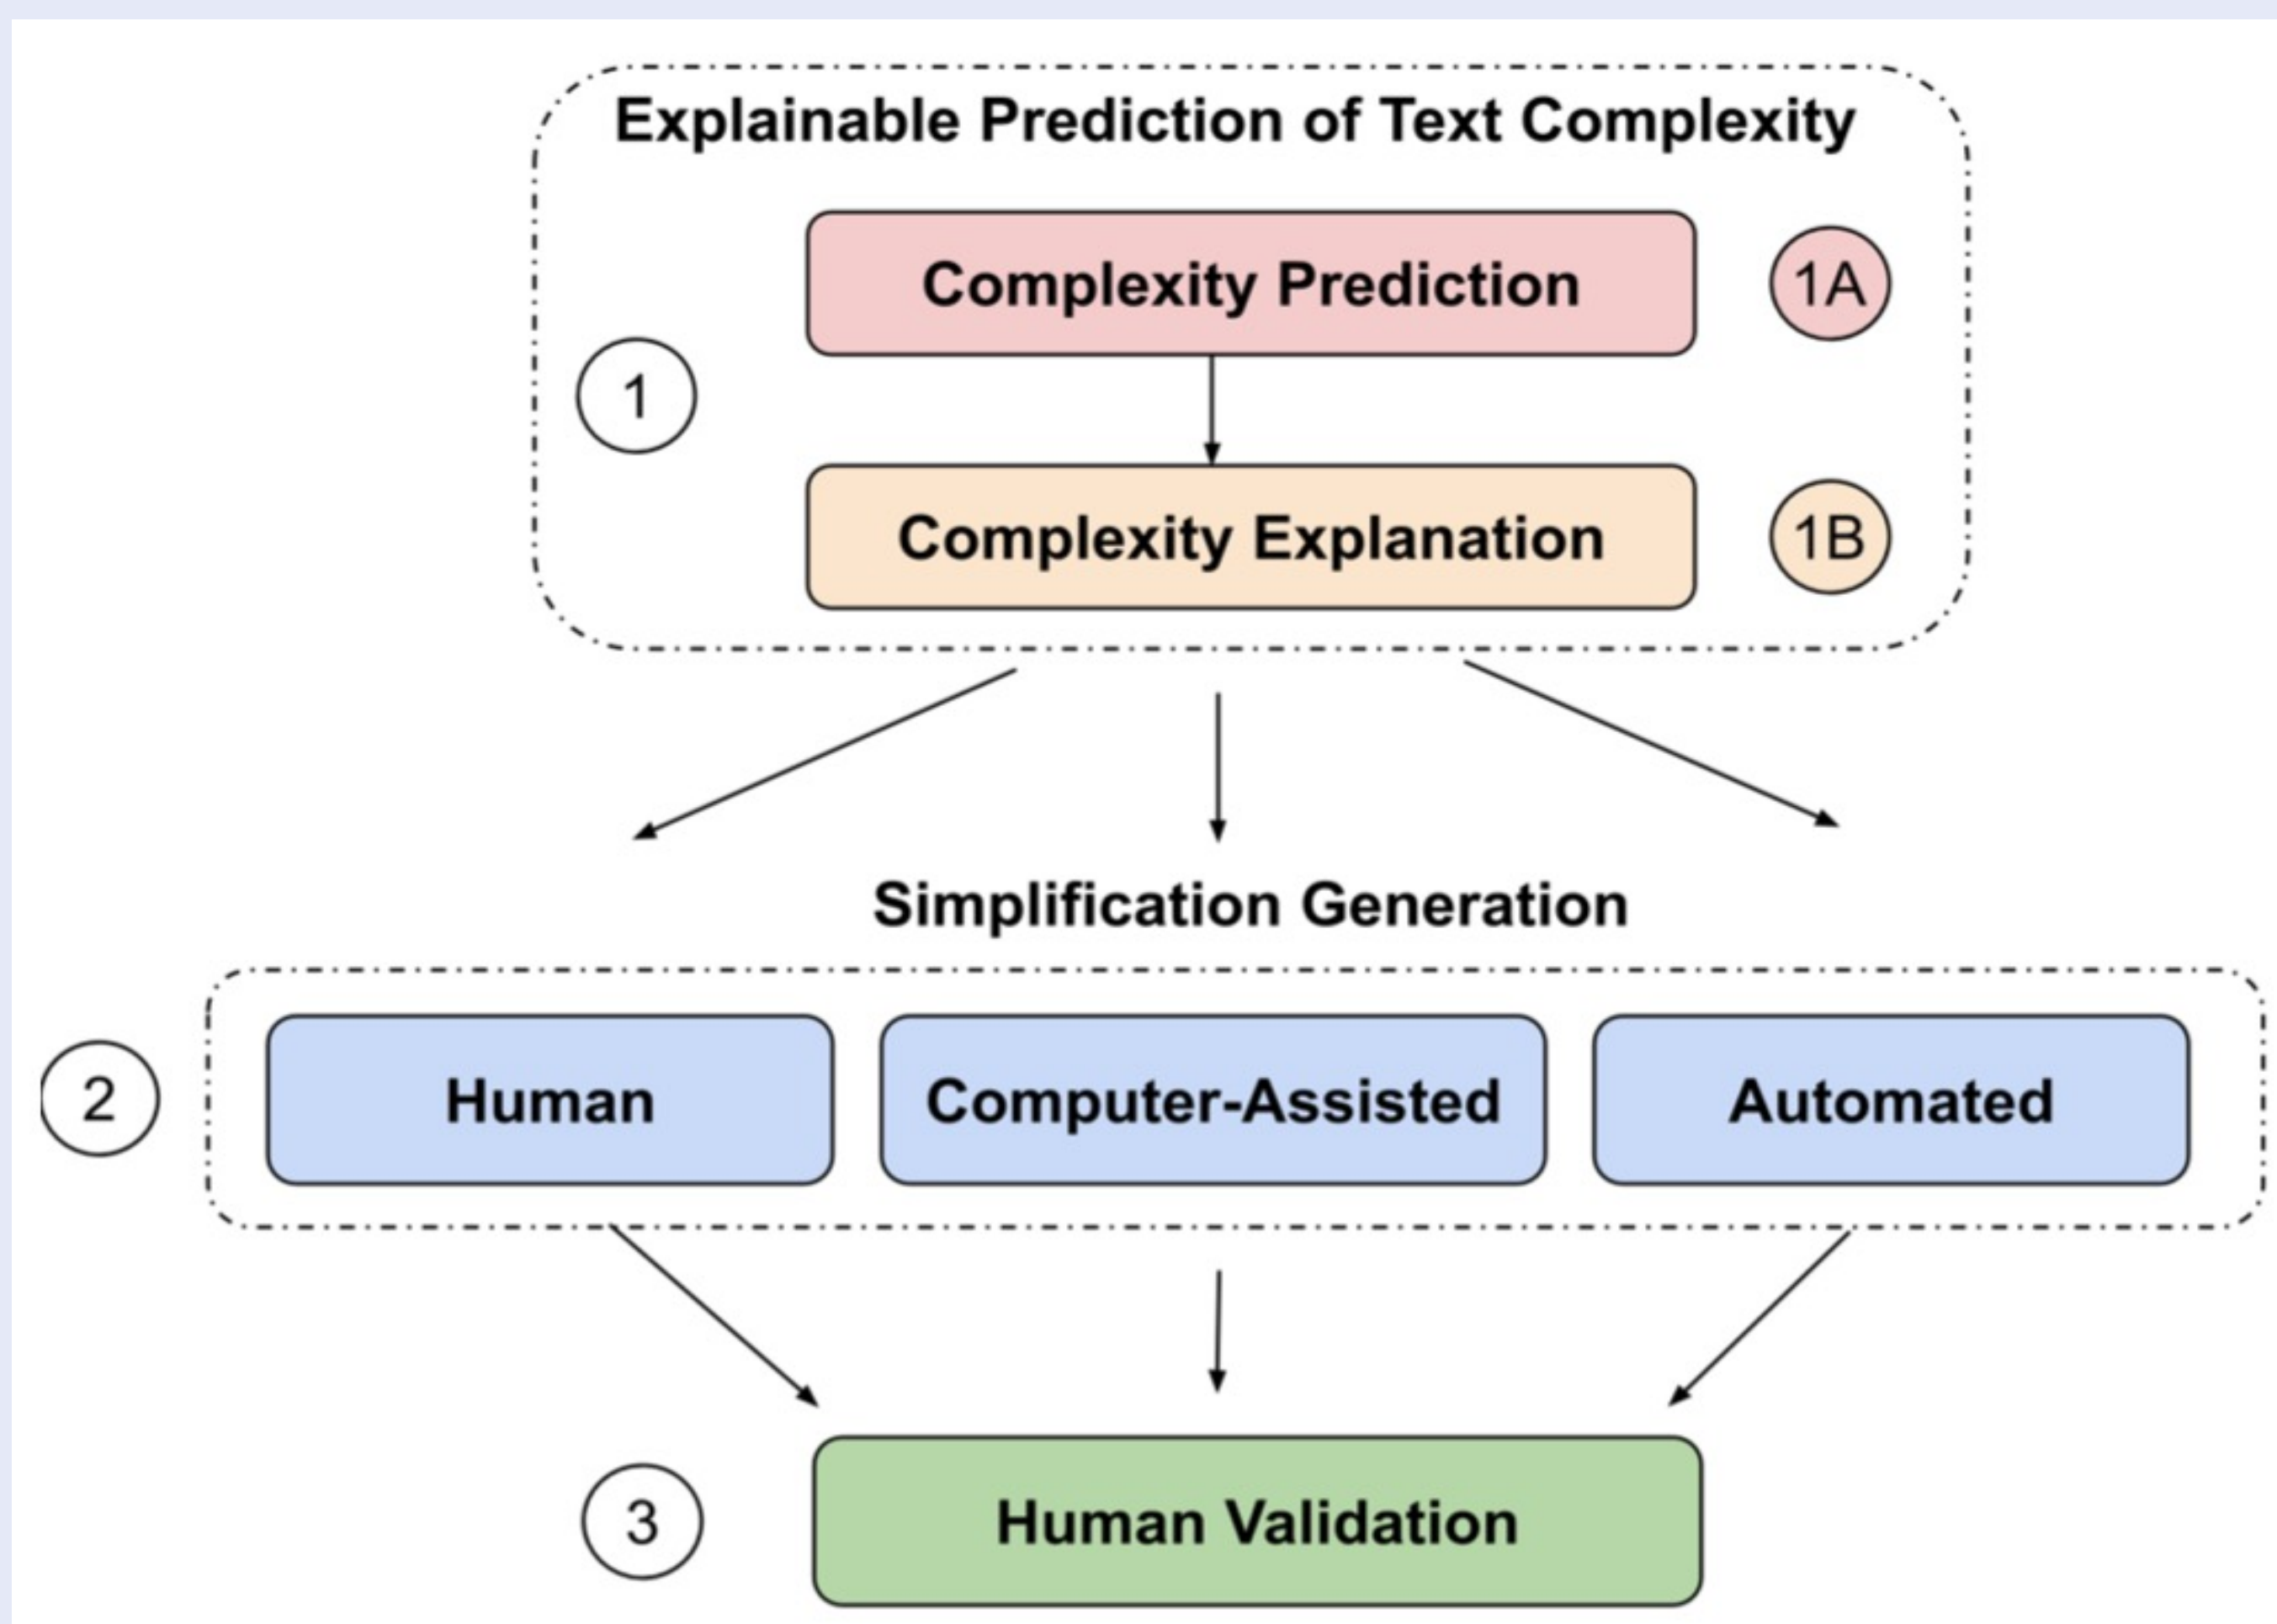 Explainable Prediction of Text Complexity
Complexity Prediction
1A
1
Complexity Explanation
1B
Simplification Generation
2
Human
Computer-Assisted
Automated
3
Human Validation